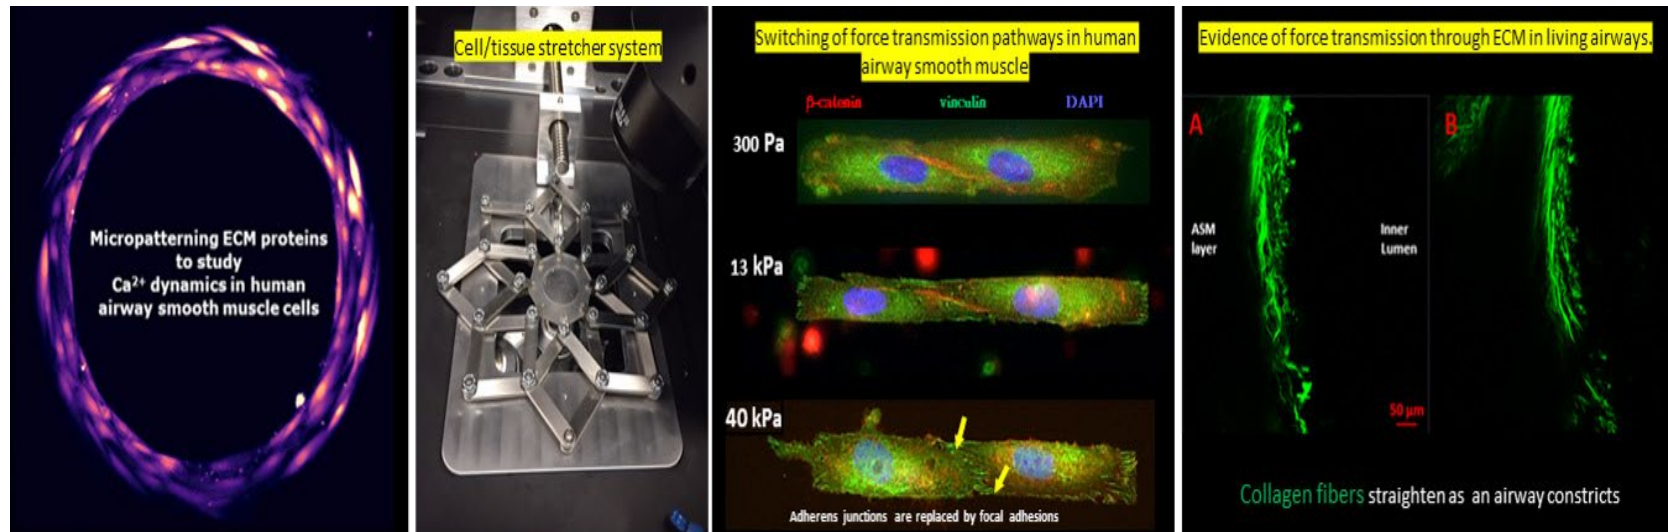 Micropatterning ECM proteins
to study
Ca²⁺ dynamics in human
airway smooth muscle cells
Cell/tissue stretcher system
Switching of force transmission pathways in human
airway smooth muscle
β-catenin vinculin DAPI
300 Pa
13 kPa
40 kPa
Adherens junctions are replaced by focal adhesions
Evidence of force transmission through ECM in living airways.
A
B
ASM
layer
Inner
Lumen
50 µm
Collagen fibers straighten as an airway constricts